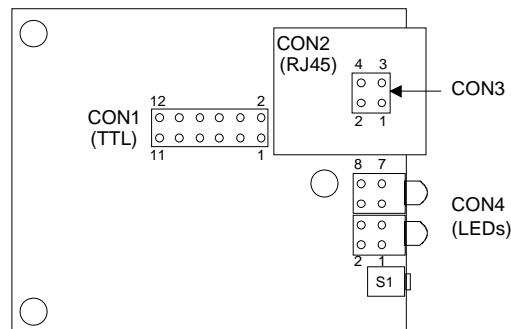 CON2
(RJ45)
4 3
CON3
2 1
12 2
CON1
(TTL)
11 1
8 7
CON4
(LEDs)
2 1
S1